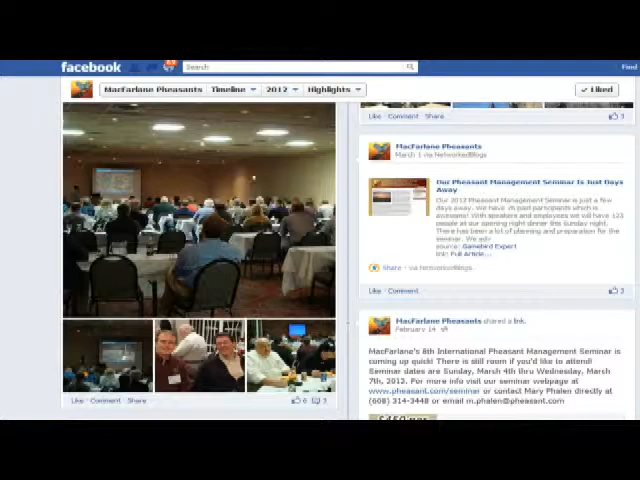 facebook
Search
Find
MacFarlane Pheasants
Timeline
2012
Highlights
Liked
Like Comment Share
3
MacFarlane Pheasants
March 1 via NetworkedBlogs
Our Pheasant Management Seminar Is Just Days
Away
Our 2012 Pheasant Management Seminar is just a few
days away. We have 75 paid participants which is
awesome! With speakers and employees we will have 123
people at our opening night dinner this Sunday night.
There has been a lot of planning and preparation for the
seminar. We adv
source: Gamebird Expert
link: Full Article...
Share · via NetworkedBlogs
Like · Comment
3
MacFarlane Pheasants shared a link.
February 14
MacFarlane's 8th International Pheasant Management Seminar is
coming up quick! There is still room if you'd like to attend!
Seminar dates are Sunday, March 4th thru Wednesday, March
7th, 2012. For more info visit our seminar webpage at
www.pheasant.com/seminar or contact Mary Phalen directly at
(608) 314-3448 or email m.phalen@pheasant.com
Like · Comment · Share
6
3